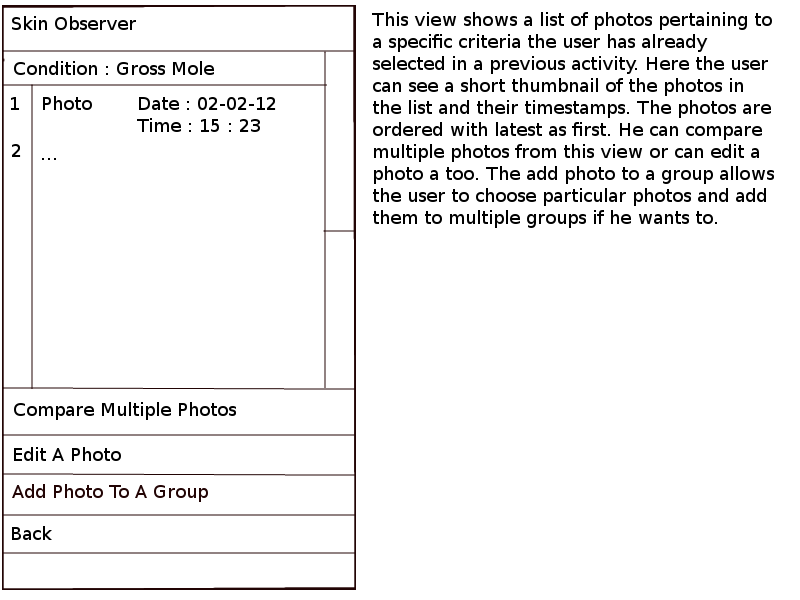 Skin Observer
Condition : Gross Mole
1 Photo Date : 02-02-12
Time : 15 : 23
2 ...
Compare Multiple Photos
Edit A Photo
Add Photo To A Group
Back
This view shows a list of photos pertaining to
a specific criteria the user has already
selected in a previous activity. Here the user
can see a short thumbnail of the photos in
the list and their timestamps. The photos are
ordered with latest as first. He can compare
multiple photos from this view or can edit a
photo a too. The add photo to a group allows
the user to choose particular photos and add
them to multiple groups if he wants to.